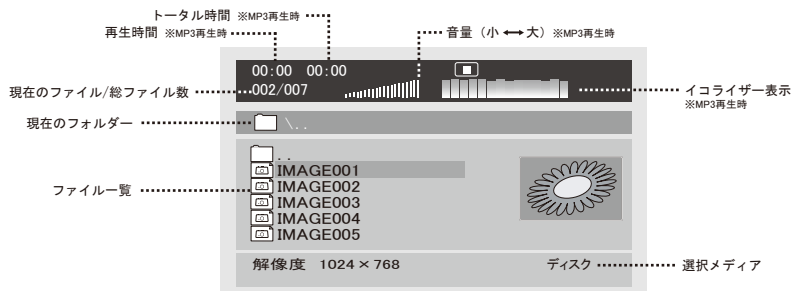 トータル時間 ※MP3再生時
再生時間 ※MP3再生時
音量（小 ⟷ 大）※MP3再生時
00:00 00:00
002/007
現在のファイル/総ファイル数
イコライザー表示
※MP3再生時
現在のフォルダー
\..
..
IMAGE001
IMAGE002
IMAGE003
IMAGE004
IMAGE005
ファイル一覧
解像度 1024×768
ディスク
選択メディア